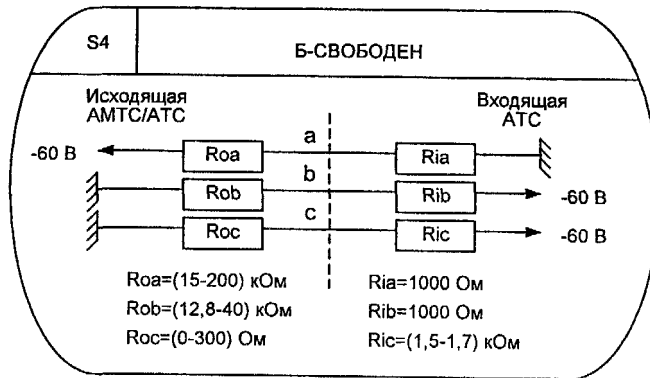 S4
Б-СВОБОДЕН
Исходящая
АМТС/АТС
Входящая
АТС
-60 В
Roa
a
Ria
Rob
b
Rib
-60 В
Roc
c
Ric
-60 В
Roa=(15-200) кОм
Rob=(12,8-40) кОм
Roc=(0-300) Ом
Ria=1000 Ом
Rib=1000 Ом
Ric=(1,5-1,7) кОм